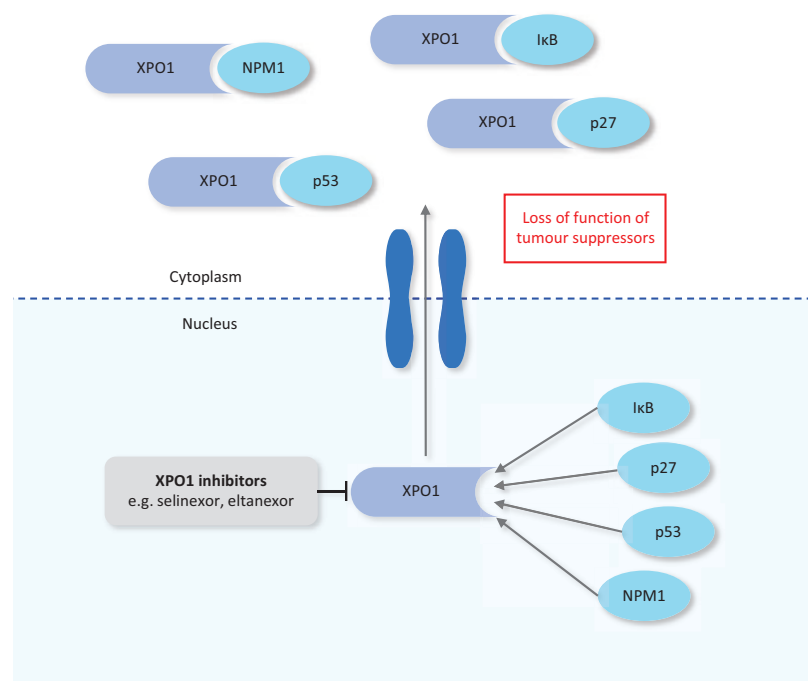 XPO1
IκB
XPO1
NPM1
XPO1
p27
XPO1
p53
Loss of function of
tumour suppressors
Cytoplasm
Nucleus
IκB
p27
XPO1 inhibitors
e.g. selinexor, eltanexor
XPO1
p53
NPM1